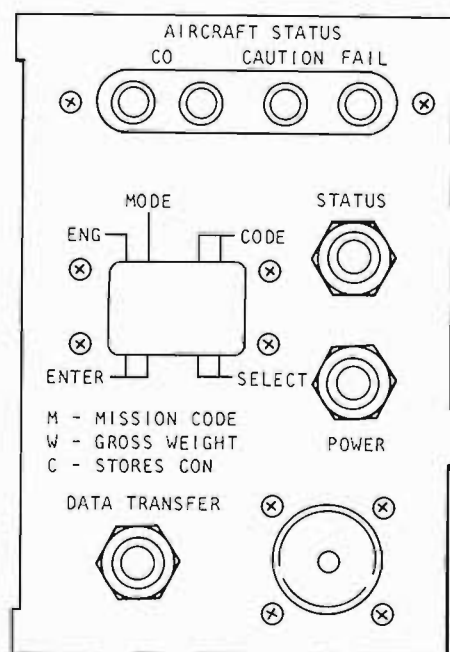 AIRCRAFT STATUS
CO CAUTION FAIL
MODE STATUS
ENG CODE
ENTER SELECT
M - MISSION CODE
W - GROSS WEIGHT POWER
C - STORES CON
DATA TRANSFER